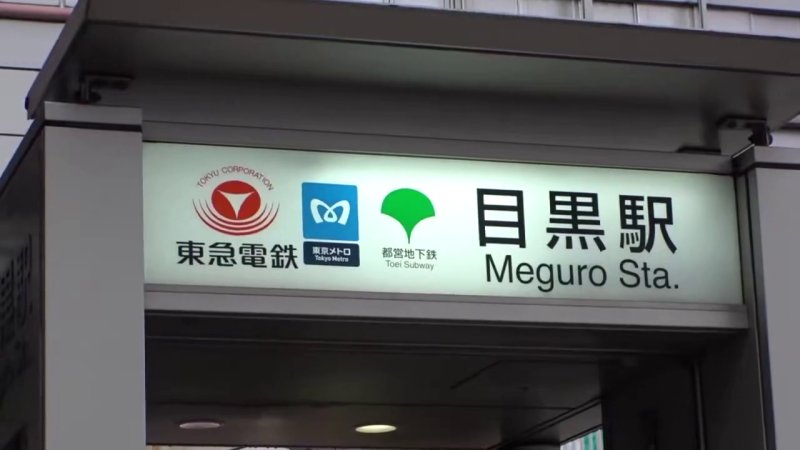 TOKYU CORPORATION
東急電鉄
東京メトロ
Tokyo Metro
都営地下鉄
Toei Subway
目黒駅
Meguro Sta.